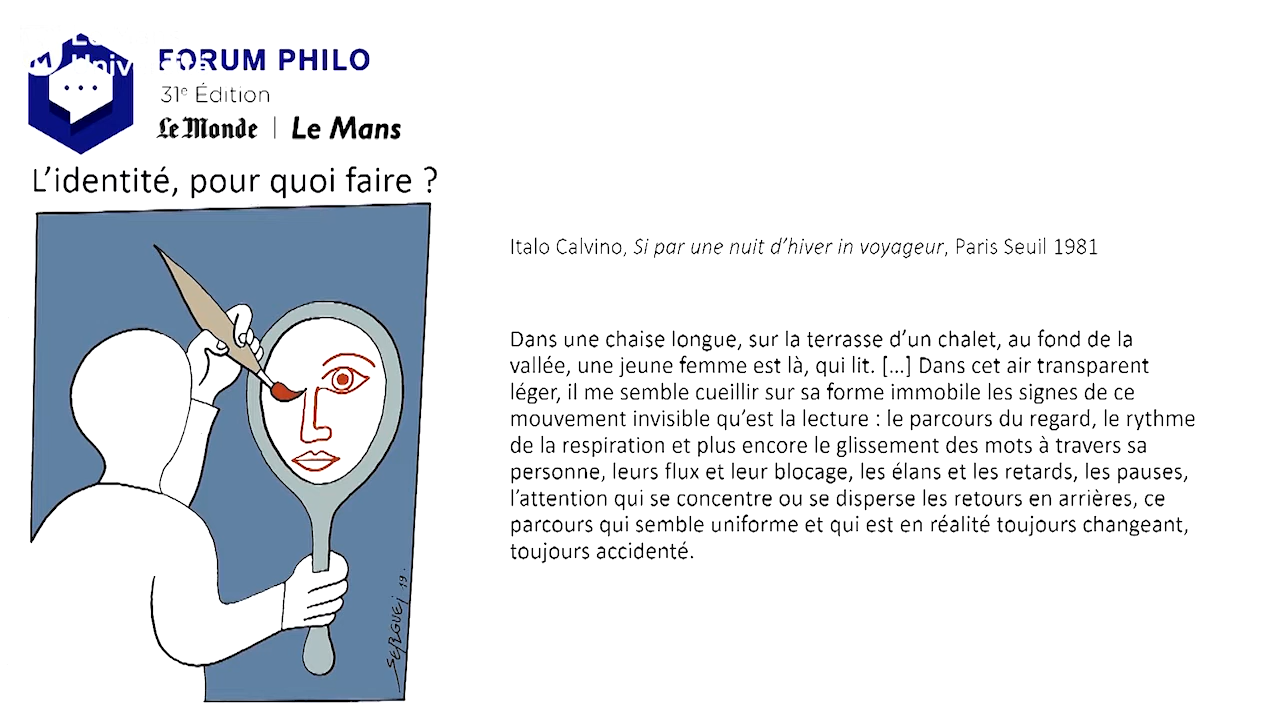 FORUM PHILO
31e Édition
Le Monde | Le Mans
L'identité, pour quoi faire ?
Italo Calvino, Si par une nuit d'hiver in voyageur, Paris Seuil 1981
Dans une chaise longue, sur la terrasse d'un chalet, au fond de la
vallée, une jeune femme est là, qui lit. [...] Dans cet air transparent
léger, il me semble cueillir sur sa forme immobile les signes de ce
mouvement invisible qu'est la lecture : le parcours du regard, le rythme
de la respiration et plus encore le glissement des mots à travers sa
personne, leurs flux et leur blocage, les élans et les retards, les pauses,
l'attention qui se concentre ou se disperse les retours en arrières, ce
parcours qui semble uniforme et qui est en réalité toujours changeant,
toujours accidenté.
SERGUEI 19.